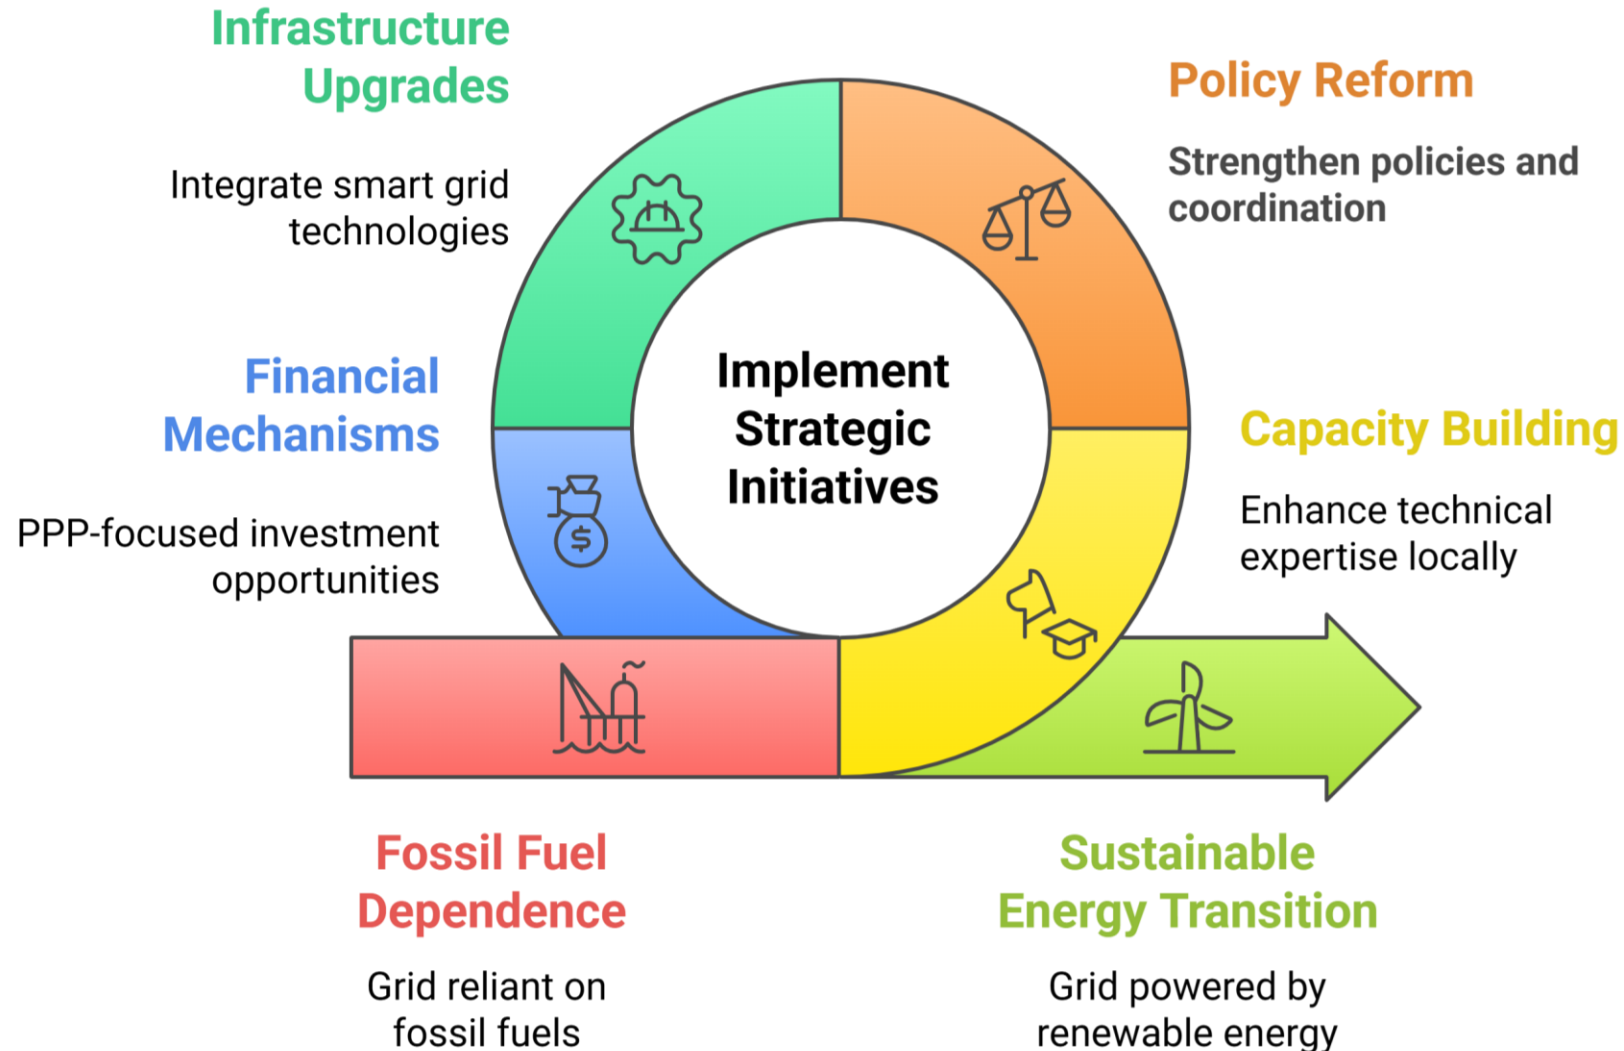 Infrastructure
Upgrades
Integrate smart grid
technologies
Policy Reform
Strengthen policies and
coordination
Financial
Mechanisms
PPP-focused investment
opportunities
Implement
Strategic
Initiatives
$
Capacity Building
Enhance technical
expertise locally
Fossil Fuel
Dependence
Grid reliant on
fossil fuels
Sustainable
Energy Transition
Grid powered by
renewable energy